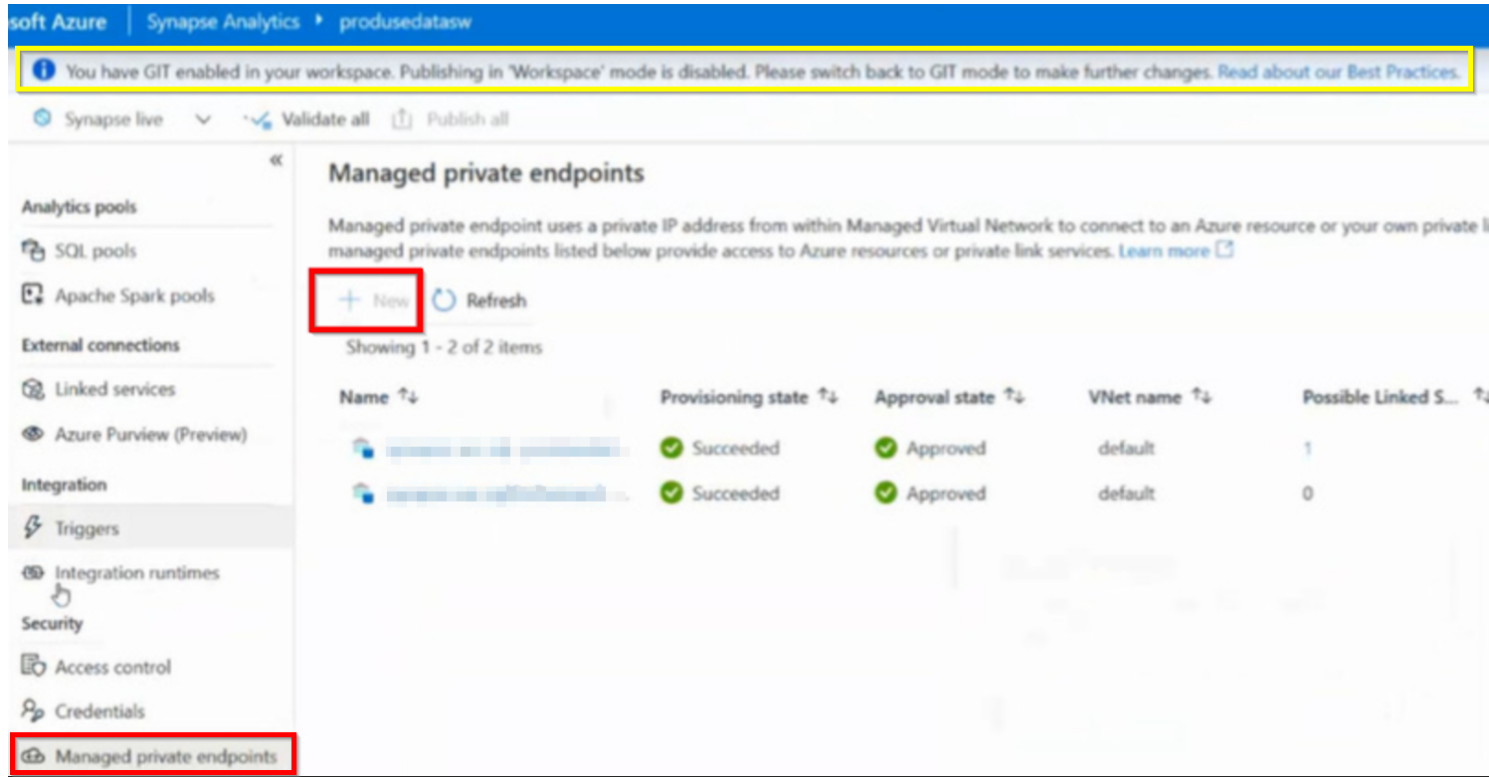 soft Azure Synapse Analytics produsedatasw
You have GIT enabled in your workspace. Publishing in 'Workspace' mode is disabled. Please switch back to GIT mode to make further changes. Read about our Best Practices.
Synapse live Validate all Publish all
Managed private endpoints
Managed private endpoint uses a private IP address from within Managed Virtual Network to connect to an Azure resource or your own private
managed private endpoints listed below provide access to Azure resources or private link services. Learn more
New Refresh
Showing 1 - 2 of 2 items
Name Provisioning state Approval state VNet name Possible Linked S...
Succeeded Approved default 1
Succeeded Approved default 0
Analytics pools
SQL pools
Apache Spark pools
External connections
Linked services
Azure Purview (Preview)
Integration
Triggers
Integration runtimes
Security
Access control
Credentials
Managed private endpoints